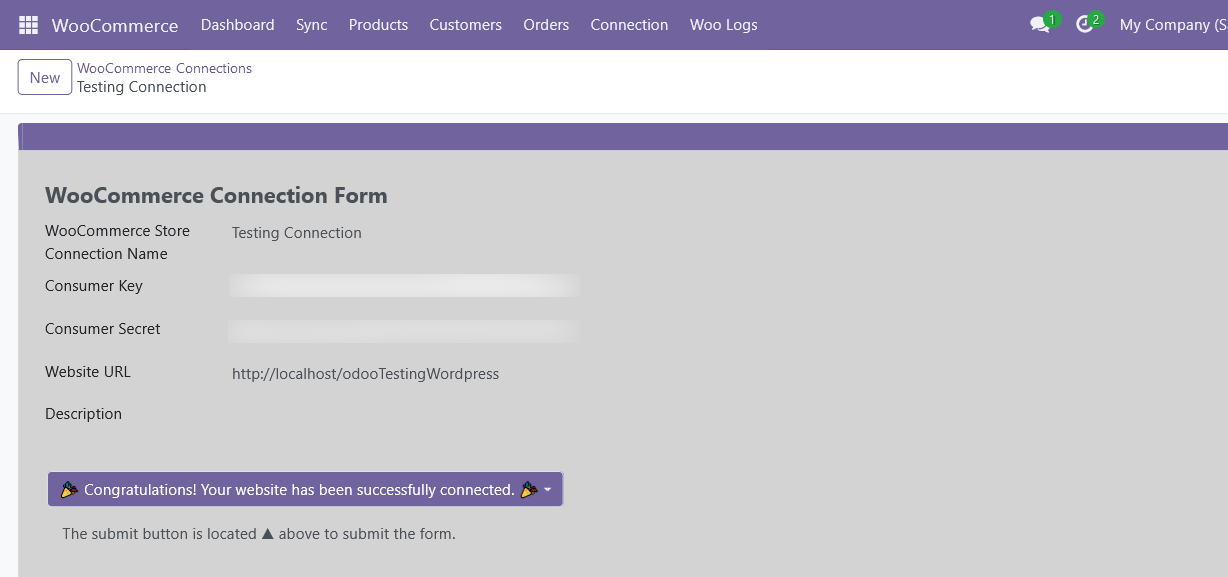 WooCommerce Dashboard Sync Products Customers Orders Connection Woo Logs 1 2 My Company (S
New
WooCommerce Connections
Testing Connection
WooCommerce Connection Form
WooCommerce Store
Connection Name
Testing Connection
Consumer Key
Consumer Secret
Website URL http://localhost/odooTestingWordpress
Description
🎉 Congratulations! Your website has been successfully connected. 🎉
The submit button is located ▲ above to submit the form.